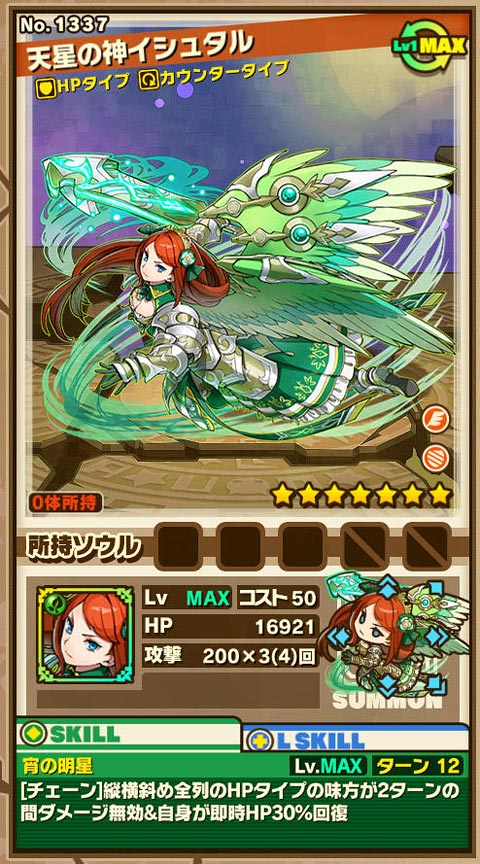 No.1337
天星の神イシュタル
Lv1 MAX
HPタイプ カウンタータイプ
E
0体所持
所持ソウル
Lv MAX コスト 50
HP 16921
攻撃 200×3(4)回
SUMMON
SKILL
L SKILL
宵の明星 Lv.MAX ターン 12
[チェーン]縦横斜め全列のHPタイプの味方が2ターンの
間ダメージ無効&自身が即時HP30%回復